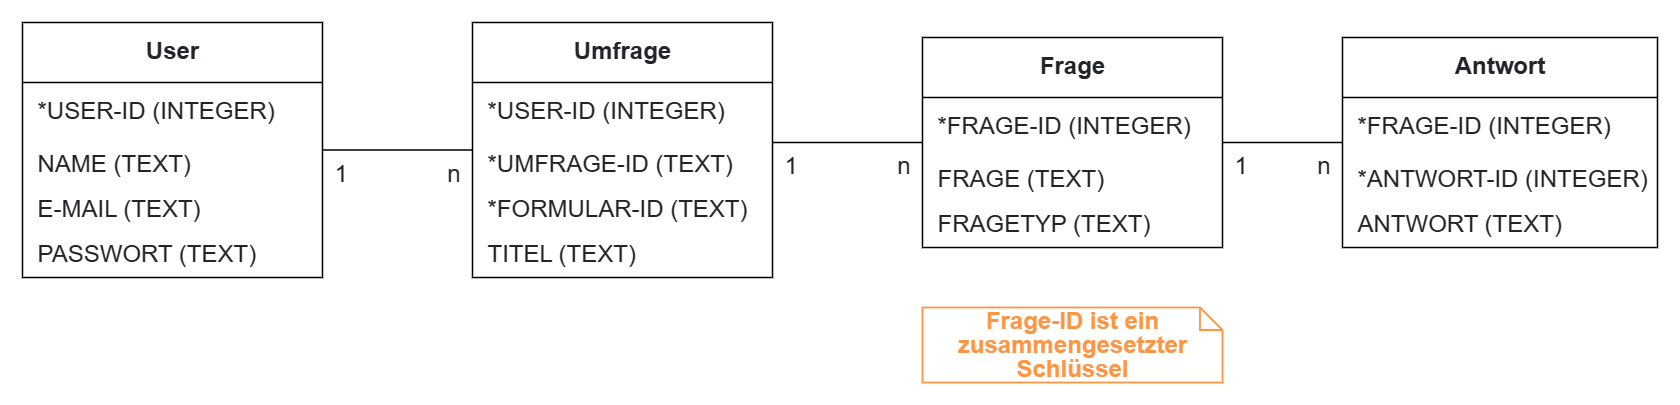 User
*USER-ID (INTEGER)
NAME (TEXT)
E-MAIL (TEXT)
PASSWORT (TEXT)
1
n
Umfrage
*USER-ID (INTEGER)
*UMFRAGE-ID (TEXT)
*FORMULAR-ID (TEXT)
TITEL (TEXT)
1
n
Frage
*FRAGE-ID (INTEGER)
FRAGE (TEXT)
FRAGETYP (TEXT)
1
n
Antwort
*FRAGE-ID (INTEGER)
*ANTWORT-ID (INTEGER)
ANTWORT (TEXT)
Frage-ID ist ein
zusammengesetzter
Schlüssel